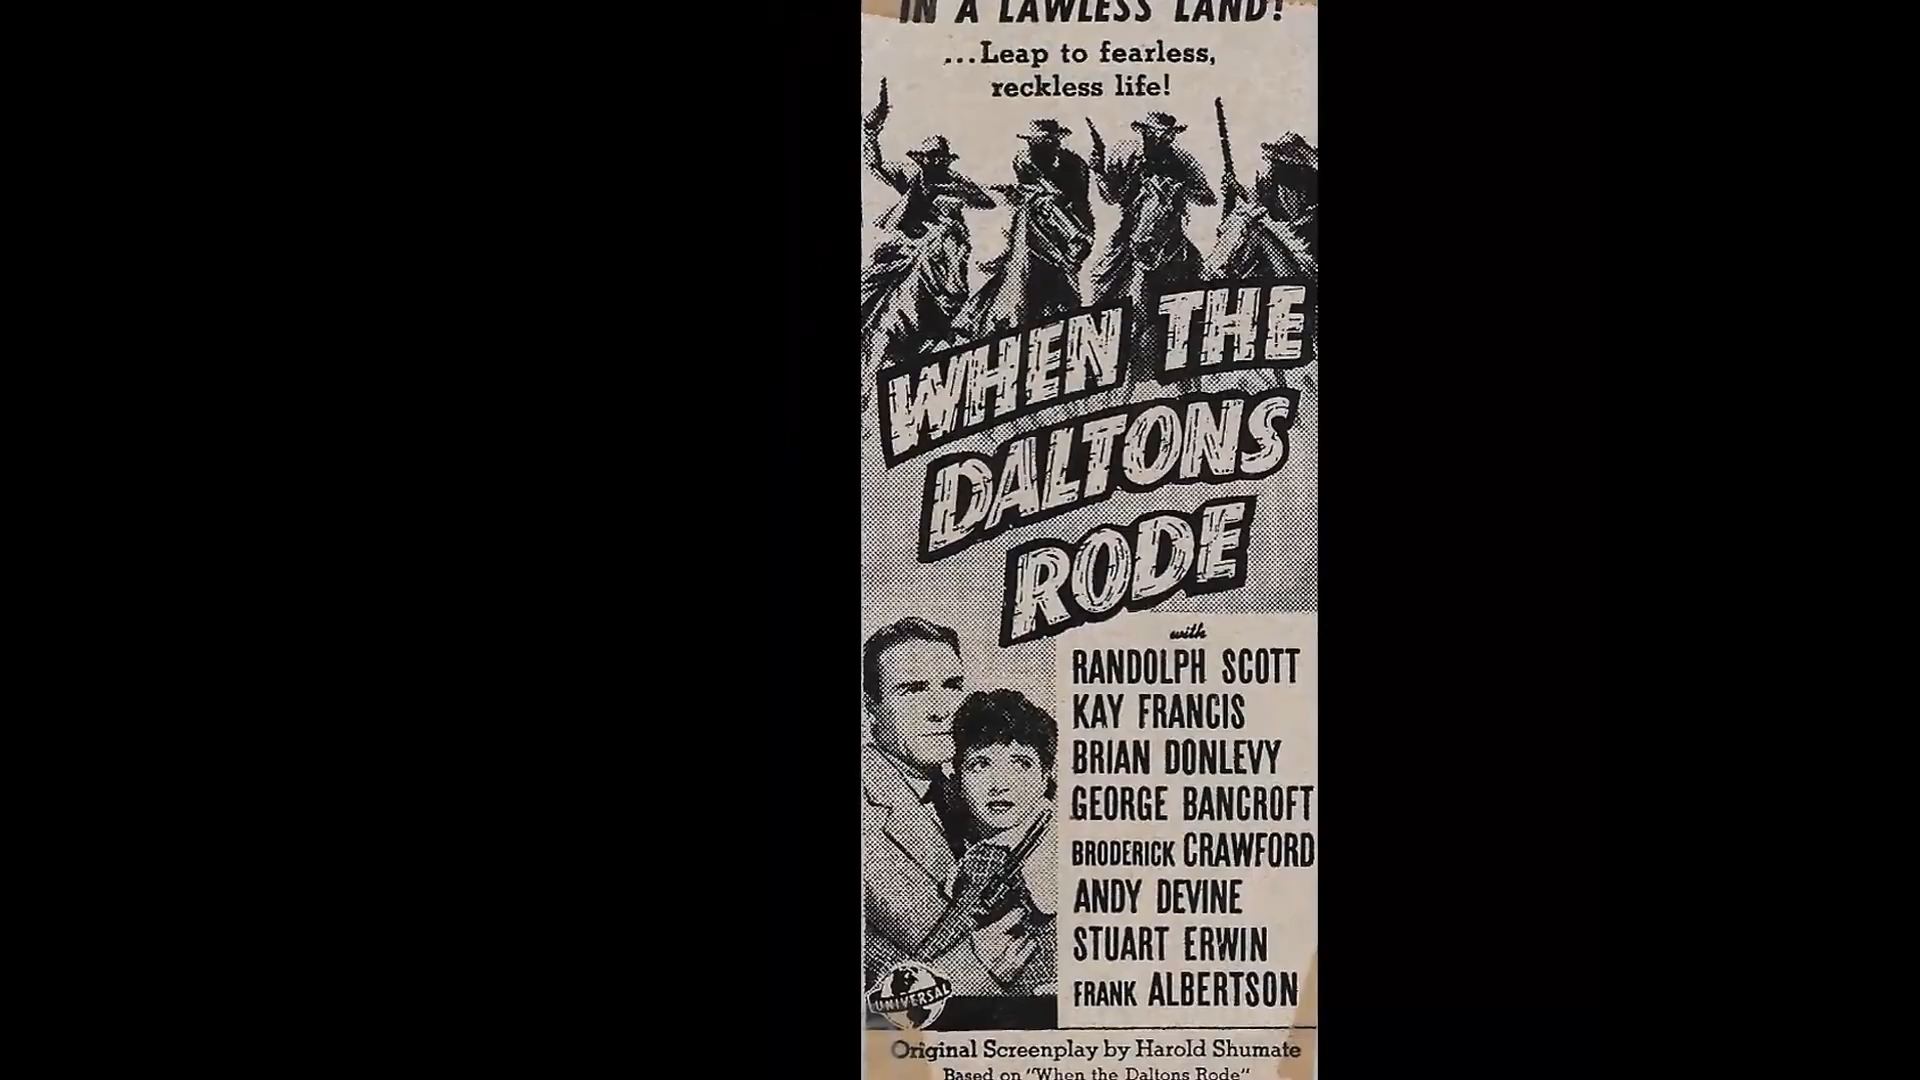 IN A LAWLESS LAND!
...Leap to fearless,
reckless life!
WHEN THE
DALTONS
RODE
with
RANDOLPH SCOTT
KAY FRANCIS
BRIAN DONLEVY
GEORGE BANCROFT
BRODERICK CRAWFORD
ANDY DEVINE
STUART ERWIN
FRANK ALBERTSON
UNIVERSAL
Original Screenplay by Harold Shumate
Based on "When the Daltons Rode"